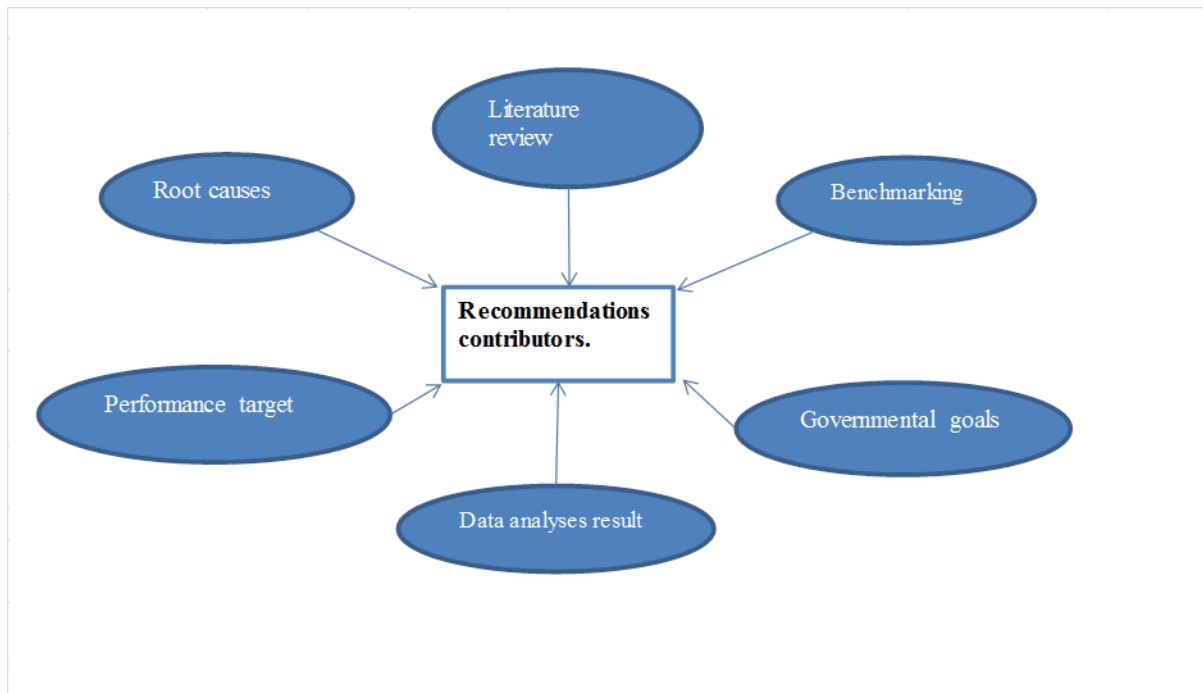 Literature
review
Root causes
Benchmarking
Recommendations
contributors.
Performance target
Governmental goals
Data analyses result